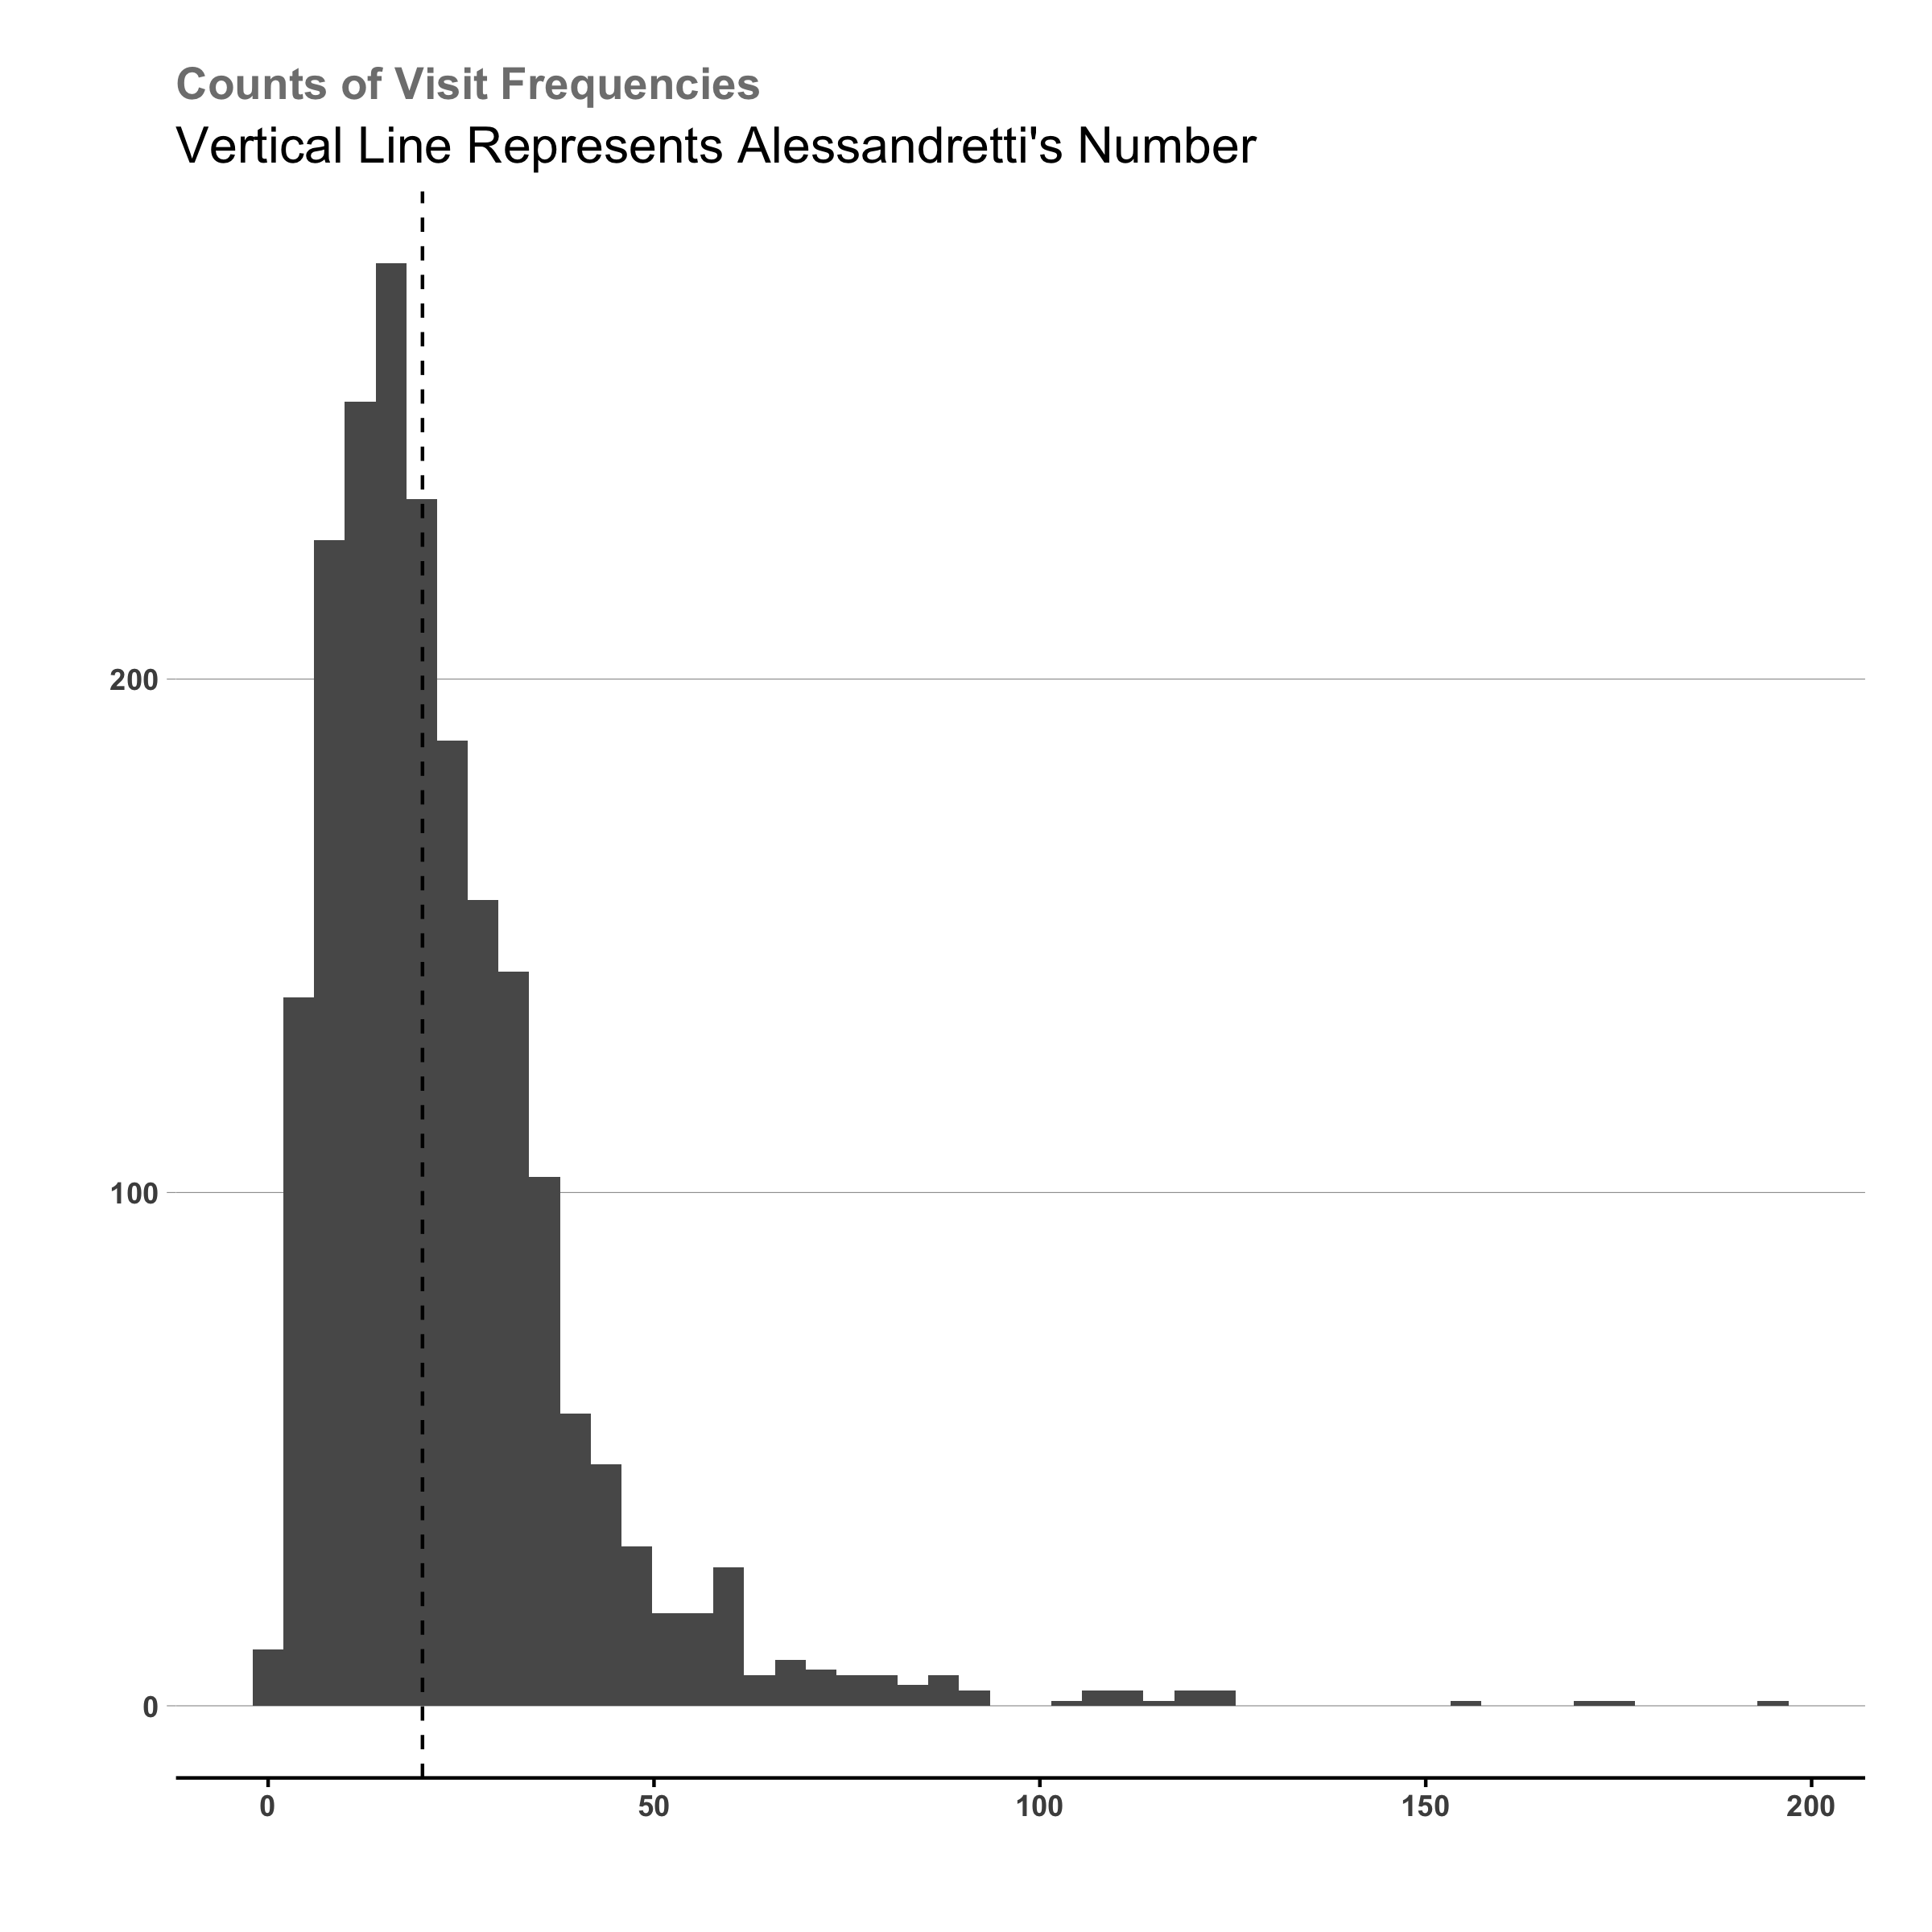 Counts of Visit Frequencies
Vertical Line Represents Alessandretti's Number
200
100
0
0 50 100 150 200